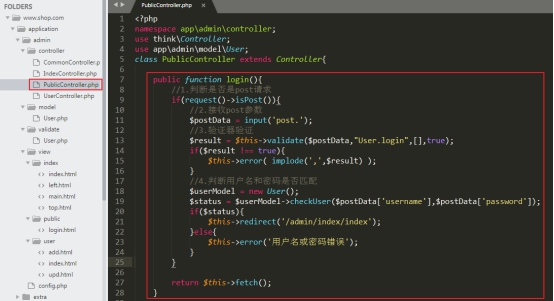 FOLDERS
www.shop.com
application
admin
controller
CommonController.p
IndexController.php
PublicController.php
UserController.php
model
User.php
validate
User.php
view
index
index.html
left.html
main.html
top.html
public
login.html
user
add.html
index.html
upd.html
config.php
extra
PublicController.php
1 <?php
2 namespace app\admin\controller;
3 use think\Controller;
4 use app\admin\model\User;
5 class PublicController extends Controller{
6
7 public function login(){
8 //1.判断是否是post请求
9 if(request()->isPost()){
10 //2.接收post参数
11 $postData = input('post.');
12 //3.验证器验证
13 $result = $this->validate($postData,"User.login",[],true);
14 if($result !== true){
15 $this->error( implode(',',$result) );
16 }
17 //4.判断用户名和密码是否匹配
18 $userModel = new User();
19 $status = $userModel->checkUser($postData['username'],$postData['password']);
20 if($status){
21 $this->redirect('/admin/index/index');
22 }else{
23 $this->error('用户名或密码错误');
24 }
25 }
26
27 return $this->fetch();
28 }